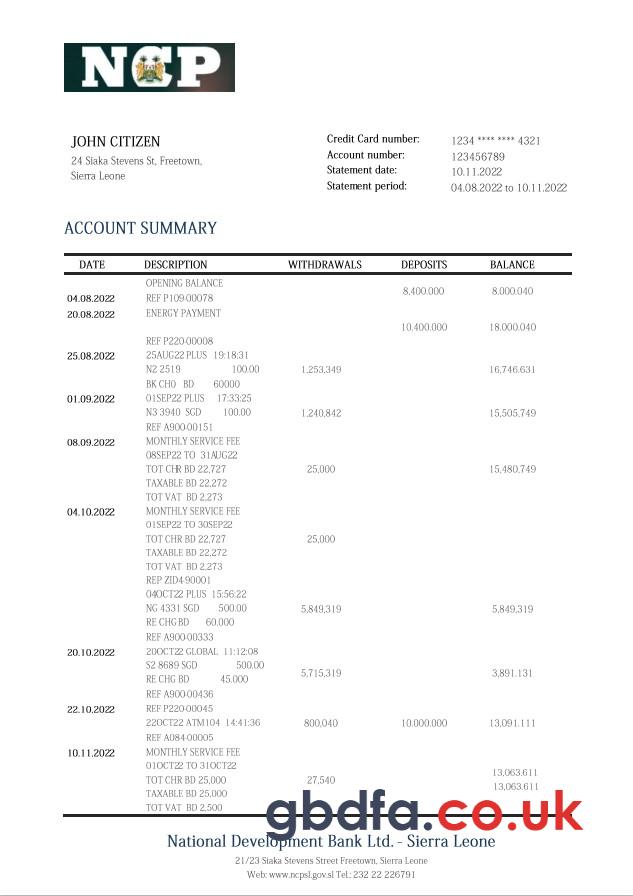 NCP
JOHN CITIZEN
24 Siaka Stevens St, Freetown,
Sierra Leone
Credit Card number: 1234 **** **** 4321
Account number: 123456789
Statement date: 10.11.2022
Statement period: 04.08.2022 to 10.11.2022
ACCOUNT SUMMARY
DATE DESCRIPTION WITHDRAWALS DEPOSITS BALANCE
OPENING BALANCE
8,400.000 8.000.040
04.08.2022 REF P109-00078
20.08.2022 ENERGY PAYMENT
10.400.000 18.000.040
REF P220-00008
25.08.2022 25AUG22 PLUS 19:18:31
N2 2519 100.00 1,253,349 16,746.631
BK CH0 BD 60000
01.09.2022 01SEP22 PLUS 17:33:25
N3 3940 SGD 100.00 1,240,842 15,505,749
REF A900-00151
08.09.2022 MONTHLY SERVICE FEE
08SEP22 TO 31AUG22
TOT CHR BD 22,727 25,000 15,480,749
TAXABLE BD 22,272
TOT VAT BD 2,273
04.10.2022 MONTHLY SERVICE FEE
01SEP22 TO 30SEP22
TOT CHR BD 22,727 25,000
TAXABLE BD 22,272
TOT VAT BD 2,273
REP ZID4-90001
04OCT22 PLUS 15:56:22
NG 4331 SGD 500.00 5,849,319 5,849,319
RE CHG BD 60,000
REF A900-00333
20.10.2022 20OCT22 GLOBAL 11:12:08
S2 8689 SGD 500.00
5,715,319 3,891.131
RE CHG BD 45.000
REF A900-00436
22.10.2022 REF P220-00045
22OCT22 ATM104 14:41:36 800,040 10.000.000 13,091.111
REF A084-00005
10.11.2022 MONTHLY SERVICE FEE
01OCT22 TO 31OCT22
13,063.611
TOT CHR BD 25,000 27,540
13,063.611
TAXABLE BD 25,000
TOT VAT BD 2,500
gbdfa.co.uk
National Development Bank Ltd. - Sierra Leone
21/23 Siaka Stevens Street Freetown, Sierra Leone
Web: www.ncpsl.gov.sl Tel.: 232 22 226791